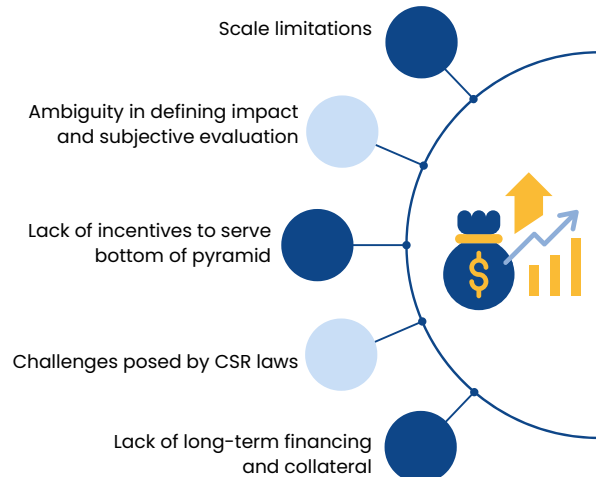 Scale limitations
Ambiguity in defining impact
and subjective evaluation
Lack of incentives to serve
bottom of pyramid
Challenges posed by CSR laws
Lack of long-term financing
and collateral
$